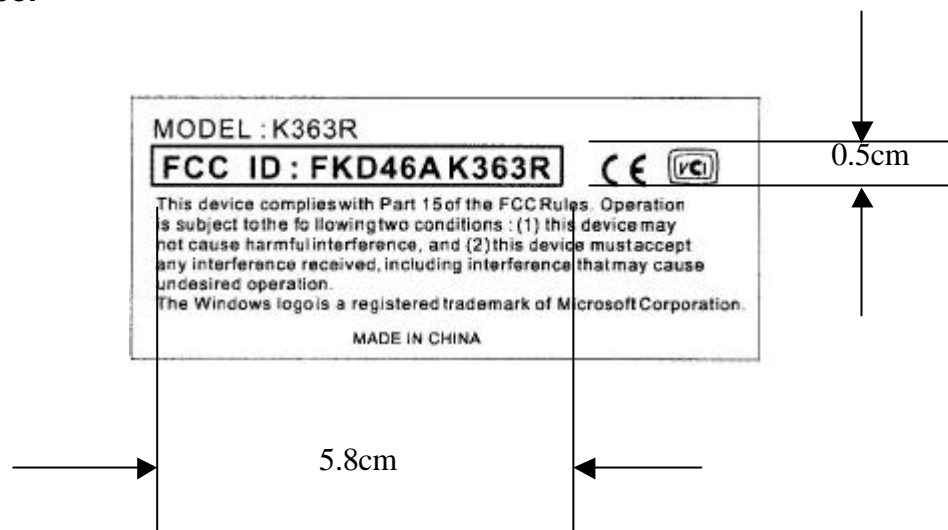 MODEL : K363R
FCC ID : FKD46A K363R
CE VCI
0.5cm
This device complies with Part 15 of the FCC Rules. Operation
is subject to the following two conditions : (1) this device may
not cause harmful interference, and (2) this device must accept
any interference received, including interference that may cause
undesired operation.
The Windows logo is a registered trademark of Microsoft Corporation.
MADE IN CHINA
5.8cm